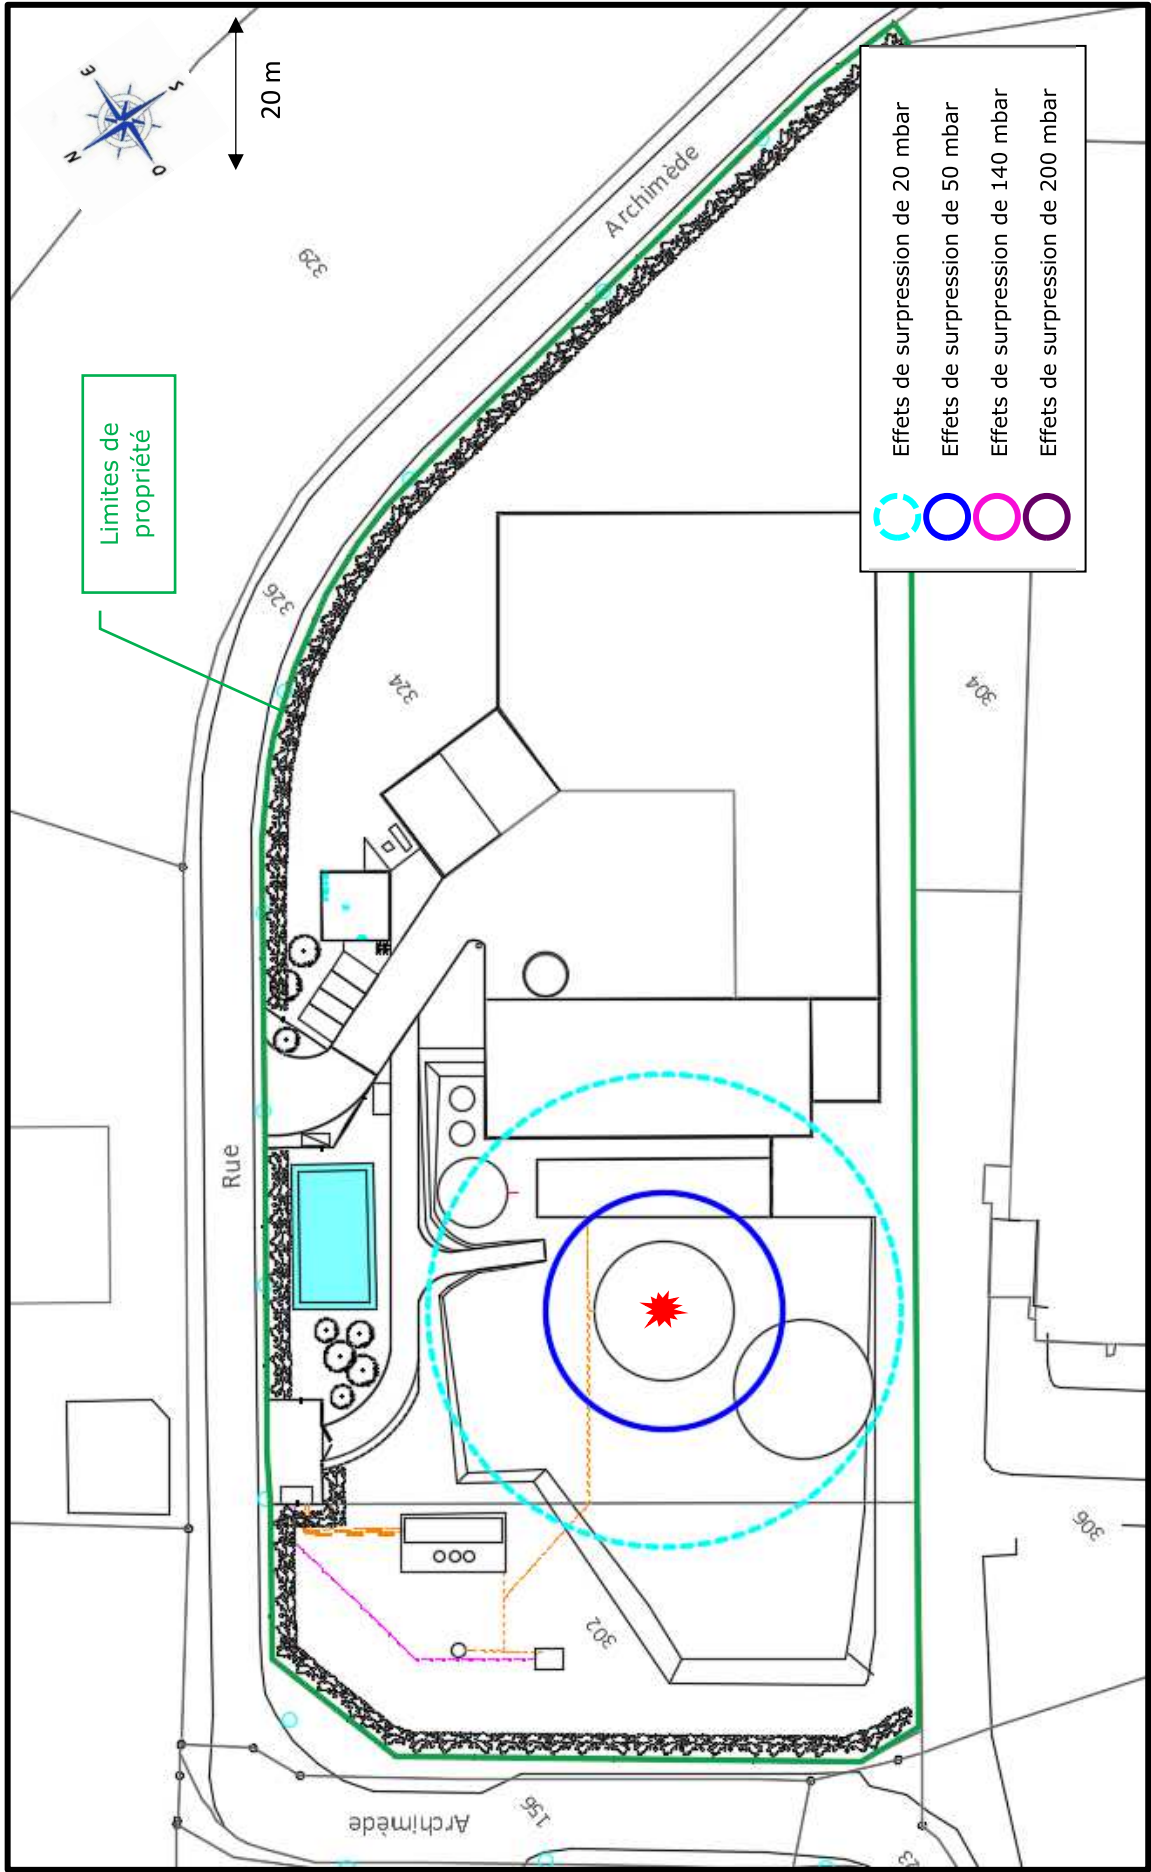 E
S
N
O
20 m
Archimède
329
Limites de
propriété
326
324
304
Effets de surpression de 20 mbar
Effets de surpression de 50 mbar
Effets de surpression de 140 mbar
Effets de surpression de 200 mbar
Rue
306
302
156
Archimède
23